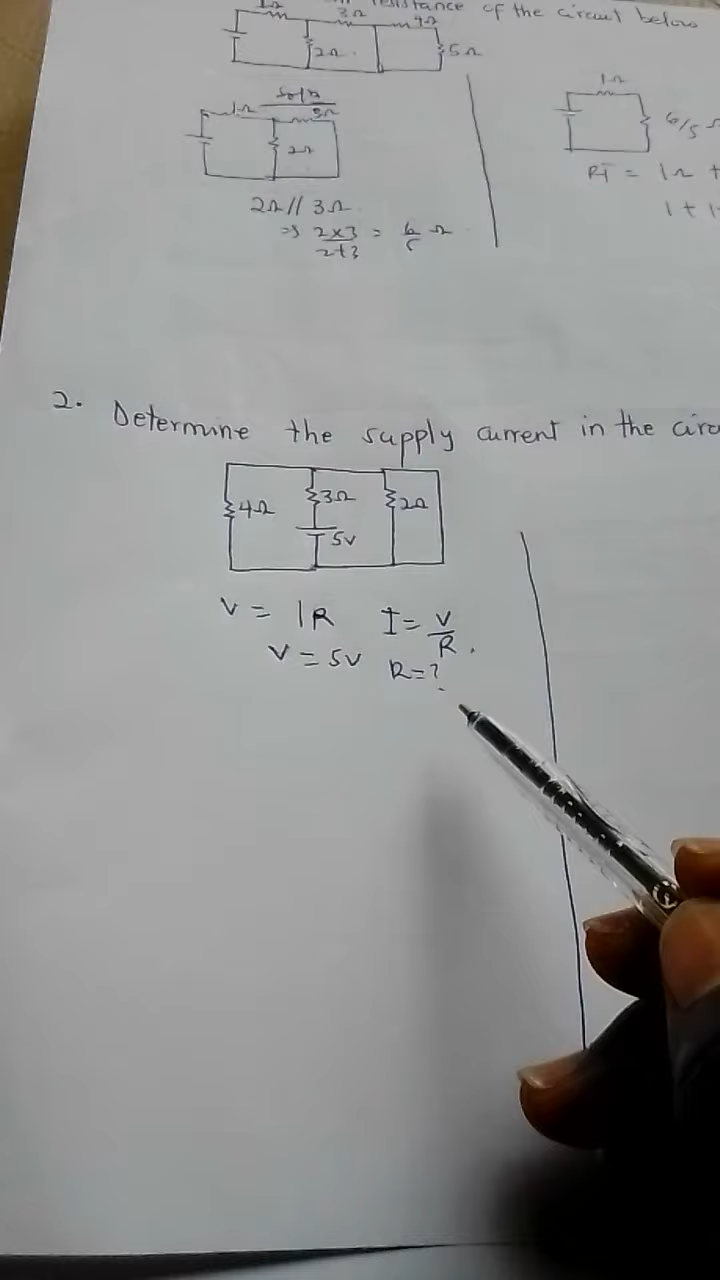 resistance of the circuit below
1Ω 3Ω 4Ω
2Ω 5Ω
Soln
1Ω 3Ω
2Ω
2Ω // 3Ω
⇒ 2x3/2+3 = 6/5 Ω
1Ω
6/5 Ω
RT = 1Ω +
1 + 1
2. Determine the supply current in the circ
4Ω 3Ω 2Ω
5V
V = IR I = V/R.
V = 5V R = ?